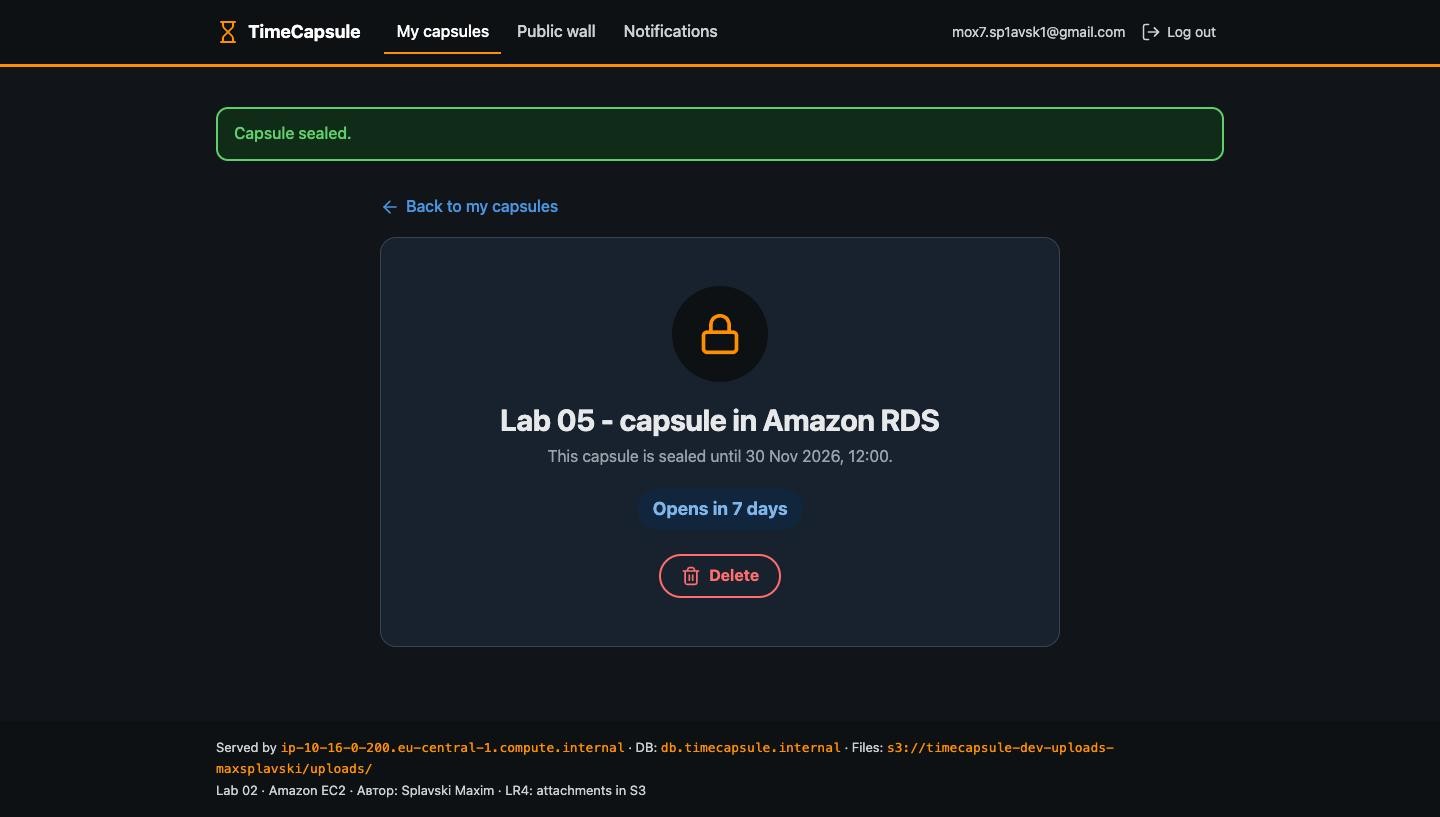 TimeCapsule My capsules Public wall Notifications mox7.sp1avsk1@gmail.com Log out
Capsule sealed.
Back to my capsules
Lab 05 - capsule in Amazon RDS
This capsule is sealed until 30 Nov 2026, 12:00.
Opens in 7 days
Delete
Served by ip-10-16-0-200.eu-central-1.compute.internal · DB: db.timecapsule.internal · Files: s3://timecapsule-dev-uploads-
maxsplavski/uploads/
Lab 02 · Amazon EC2 · Автор: Splavski Maxim · LR4: attachments in S3